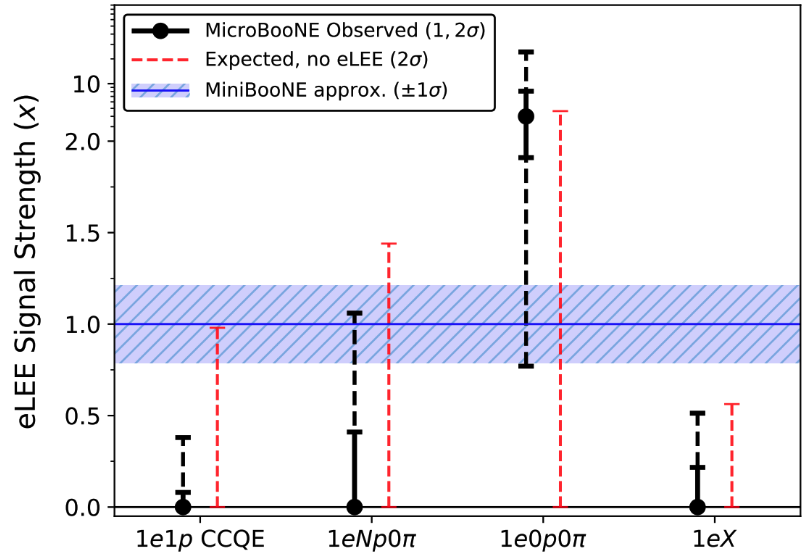 MicroBooNE Observed (1, 2σ)
Expected, no eLEE (2σ)
MiniBooNE approx. (±1σ)
eLEE Signal Strength (x)
10
2.0
1.5
1.0
0.5
0.0
1e1p CCQE
1eNp0π
1e0p0π
1eX